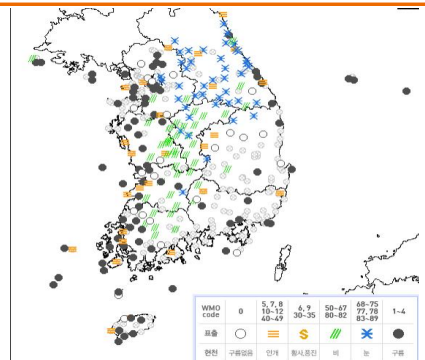 WMO code 0 5, 7, 8 10~12 40~49 6, 9 30~35 50~67 80~82 68~75 77, 78 83~89 1~4
표출
현천 구름없음 안개 황사,풍진 비 눈 구름